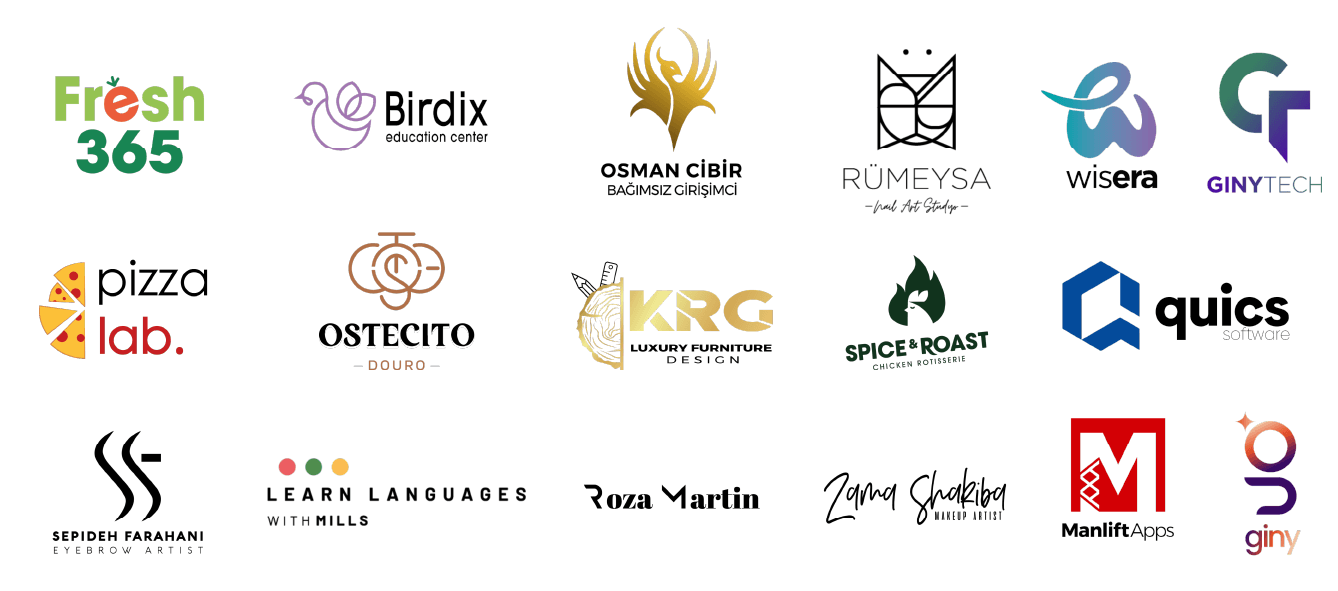 Fresh
365
Birdix
education center
OSMAN CİBİR
BAĞIMSIZ GİRİŞİMCİ
RÜMEYSA
—Nail Art Studyo—
wisera
GINYTECH
pizza
lab.
OSTECITO
— DOURO —
KRG
LUXURY FURNITURE
DESIGN
SPICE & ROAST
CHICKEN ROTISSERIE
quics
software
SEPIDEH FARAHANI
EYEBROW ARTIST
LEARN LANGUAGES
WITH MILLS
Roza Martin
Zama Shakiba
MAKEUP ARTIST
M
ManliftApps
giny